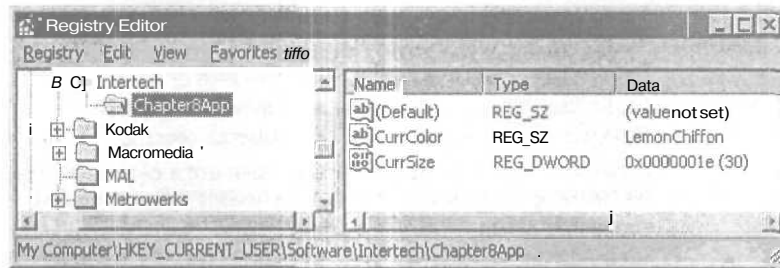 Registry Editor
Registry Edit View Favorites tiffo
B C] Intertech
Chapter8App
i Kodak
Macromedia '
MAL
Metrowerks
Name Type Data
(Default) REG_SZ (value not set)
CurrColor REG_SZ LemonChiffon
CurrSize REG_DWORD 0x0000001e (30)
j
My Computer\HKEY_CURRENT_USER\Software\Intertech\Chapter8App .